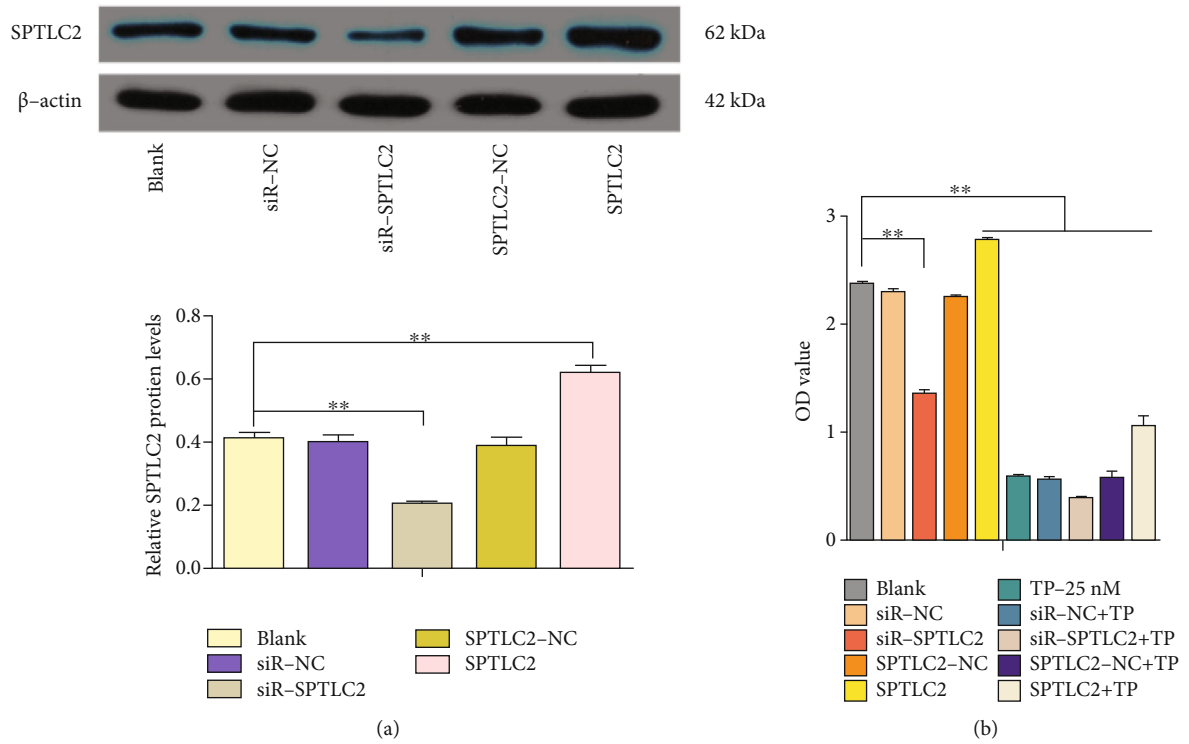 SPTLC2
62 kDa
β–actin
42 kDa
Blank
siR–NC
siR–SPTLC2
SPTLC2–NC
SPTLC2
Relative SPTLC2 protien levels
0.8
0.6
0.4
0.2
0.0
**
**
Blank
siR–NC
siR–SPTLC2
SPTLC2–NC
SPTLC2
(a)
OD value
3
2
1
0
**
**
Blank
siR–NC
siR–SPTLC2
SPTLC2–NC
SPTLC2
TP–25 nM
siR–NC+TP
siR–SPTLC2+TP
SPTLC2–NC+TP
SPTLC2+TP
(b)